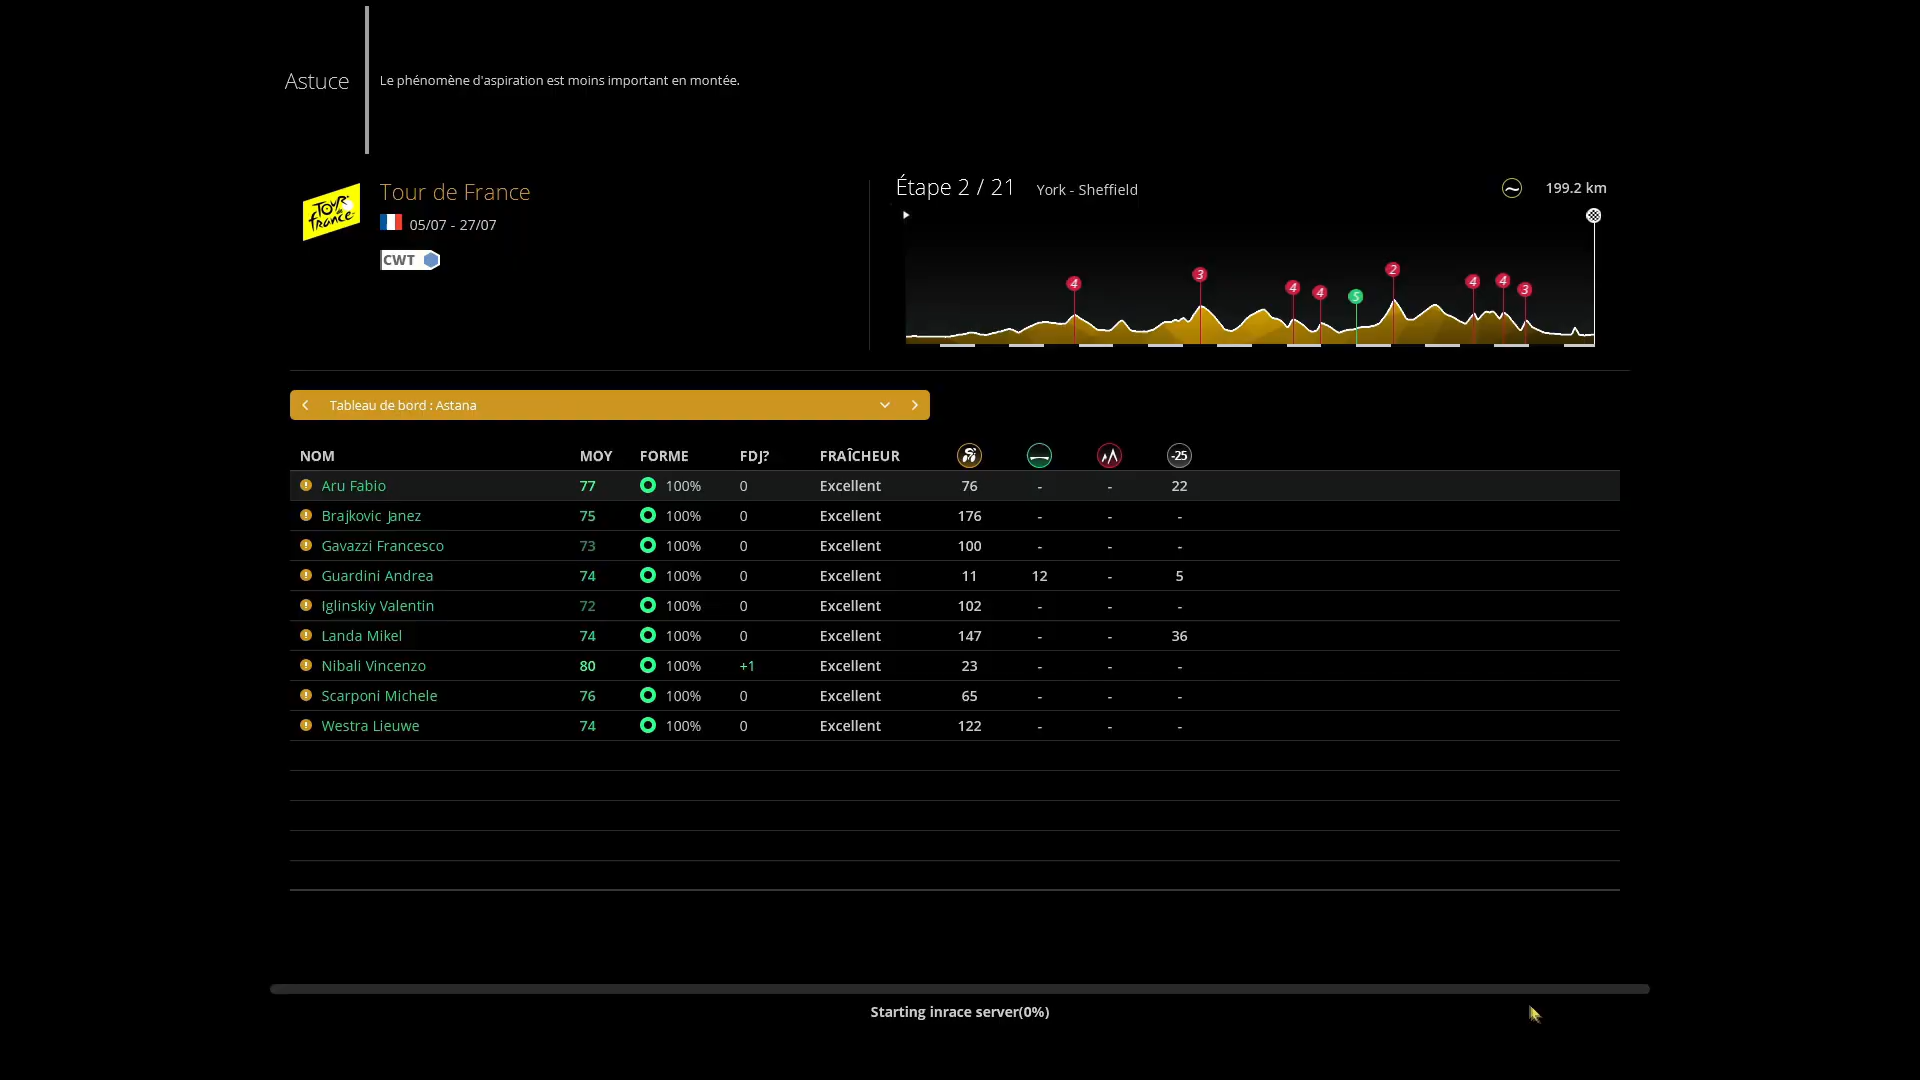 Astuce
Le phénomène d'aspiration est moins important en montée.
TOUR de france
Tour de France
05/07 - 27/07
CWT
Étape 2 / 21 York - Sheffield 199.2 km
4 3 4 4 S 2 4 4 3
Tableau de bord : Astana
NOM MOY FORME FDJ? FRAÎCHEUR -25
Aru Fabio 77 100% 0 Excellent 76 - - 22
Brajkovic Janez 75 100% 0 Excellent 176 - - -
Gavazzi Francesco 73 100% 0 Excellent 100 - - -
Guardini Andrea 74 100% 0 Excellent 11 12 - 5
Iglinskiy Valentin 72 100% 0 Excellent 102 - - -
Landa Mikel 74 100% 0 Excellent 147 - - 36
Nibali Vincenzo 80 100% +1 Excellent 23 - - -
Scarponi Michele 76 100% 0 Excellent 65 - - -
Westra Lieuwe 74 100% 0 Excellent 122 - - -
Starting inrace server(0%)